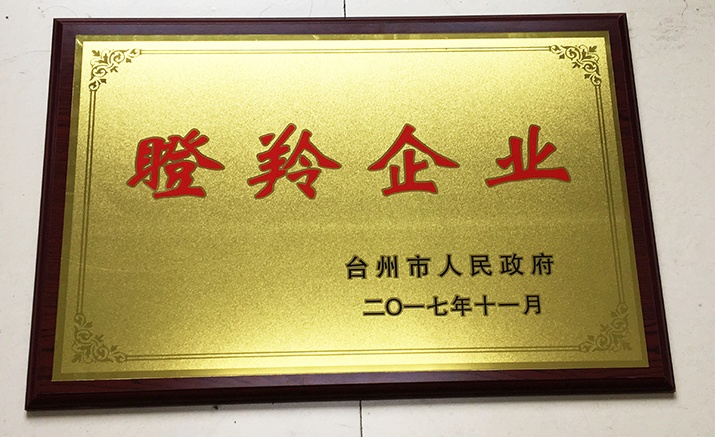 瞪羚企业
台州市人民政府
二〇一七年十一月